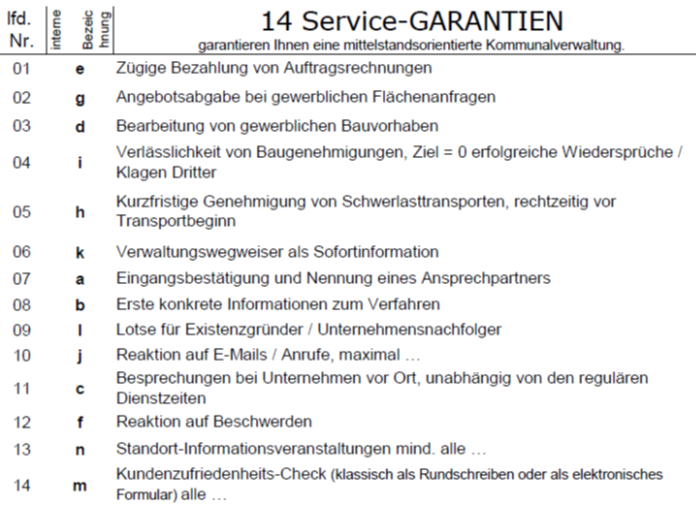 lfd. Nr. interne Bezeichnung 14 Service-GARANTIEN
garantieren Ihnen eine mittelstandsorientierte Kommunalverwaltung.
01 e Zügige Bezahlung von Auftragsrechnungen
02 g Angebotsabgabe bei gewerblichen Flächenanfragen
03 d Bearbeitung von gewerblichen Bauvorhaben
04 i Verlässlichkeit von Baugenehmigungen, Ziel = 0 erfolgreiche Wiedersprüche /
Klagen Dritter
05 h Kurzfristige Genehmigung von Schwerlasttransporten, rechtzeitig vor
Transportbeginn
06 k Verwaltungswegweiser als Sofortinformation
07 a Eingangsbestätigung und Nennung eines Ansprechpartners
08 b Erste konkrete Informationen zum Verfahren
09 l Lotse für Existenzgründer / Unternehmensnachfolger
10 j Reaktion auf E-Mails / Anrufe, maximal …
11 c Besprechungen bei Unternehmen vor Ort, unabhängig von den regulären
Dienstzeiten
12 f Reaktion auf Beschwerden
13 n Standort-Informationsveranstaltungen mind. alle …
14 m Kundenzufriedenheits-Check (klassisch als Rundschreiben oder als elektronisches
Formular) alle …